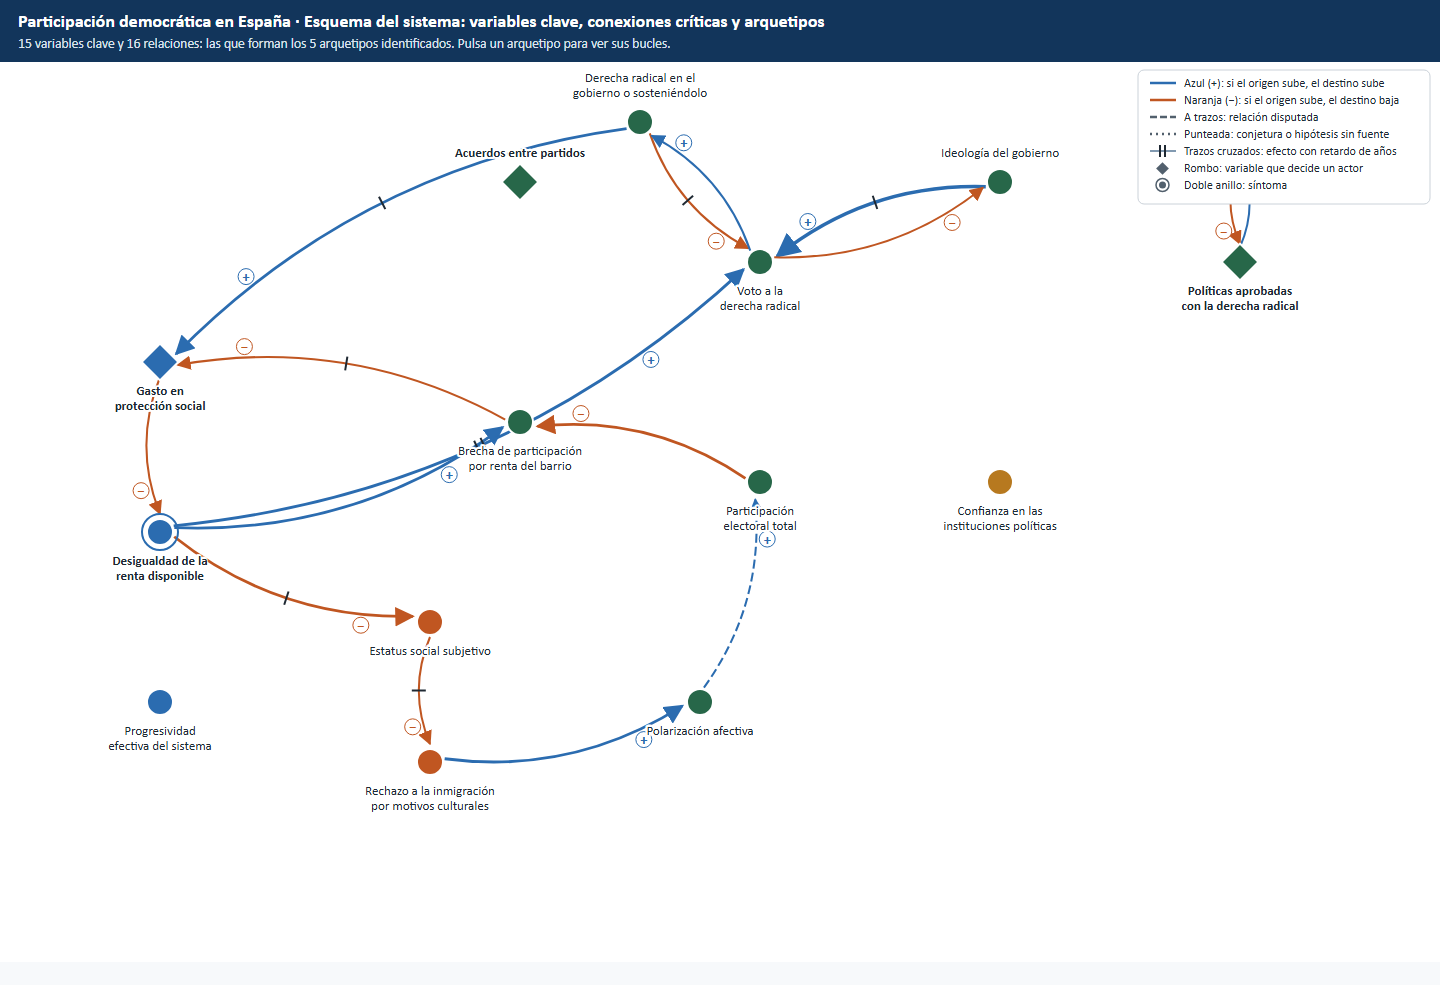 Participación democrática en España · Esquema del sistema: variables clave, conexiones críticas y arquetipos
15 variables clave y 16 relaciones: las que forman los 5 arquetipos identificados. Pulsa un arquetipo para ver sus bucles.
Azul (+): si el origen sube, el destino sube
Naranja (−): si el origen sube, el destino baja
A trazos: relación disputada
Punteada: conjetura o hipótesis sin fuente
Trazos cruzados: efecto con retardo de años
Rombo: variable que decide un actor
Doble anillo: síntoma
Derecha radical en el
gobierno o sosteniéndolo
+
Acuerdos entre partidos
Ideología del gobierno
+
−
−
−
+
Voto a la
derecha radical
Políticas aprobadas
con la derecha radical
−
+
Gasto en
protección social
+
−
Brecha de participación
por renta del barrio
+
−
Participación
electoral total
+
Confianza en las
instituciones políticas
Desigualdad de la
renta disponible
−
Estatus social subjetivo
−
Progresividad
efectiva del sistema
Polarización afectiva
+
Rechazo a la inmigración
por motivos culturales